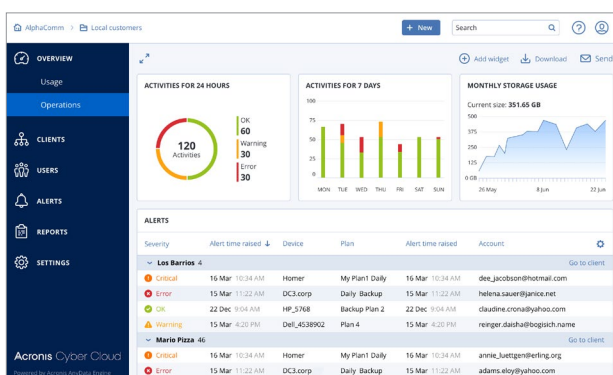 AlphaComm > Local customers
+ New
Search
OVERVIEW
Usage
Operations
CLIENTS
USERS
ALERTS
REPORTS
SETTINGS
Acronis Cyber Cloud
Powered by Acronis AnyData Engine
Add widget Download Send
ACTIVITIES FOR 24 HOURS
120
Activities
OK
60
Warning
30
Error
30
ACTIVITIES FOR 7 DAYS
100
75
50
25
0
MON TUE WED THU FRI SAT SUN
MONTHLY STORAGE USAGE
Current size: 351.65 GB
500
375
250
125
0 GB
26 May 8 Jun 22 Jun
ALERTS
Severity Alert time raised ↓ Device Plan Alert time raised Account
Los Barrios 4 Go to client
Critical 16 Mar 10:34 AM Homer My Plan1 Daily 16 Mar 10:34 AM dee_jacobson@hotmail.com
Error 15 Mar 11:22 AM DC3.corp Daily Backup 15 Mar 11:22 AM helena.sauer@janice.net
OK 22 Dec 9:04 AM HP_5768 Backup Plan 2 22 Dec 9:04 AM claudine.crona@yahoo.com
Warning 15 Mar 4:20 PM Dell_4538902 Plan 4 15 Mar 4:20 PM reinger.daisha@bogisich.name
Mario Pizza 46 Go to client
Critical 16 Mar 10:34 AM Homer My Plan1 Daily 16 Mar 10:34 AM annie_luettgen@erling.org
Error 15 Mar 11:22 AM DC3.corp Daily Backup 15 Mar 11:22 AM adams.eloy@yahoo.com